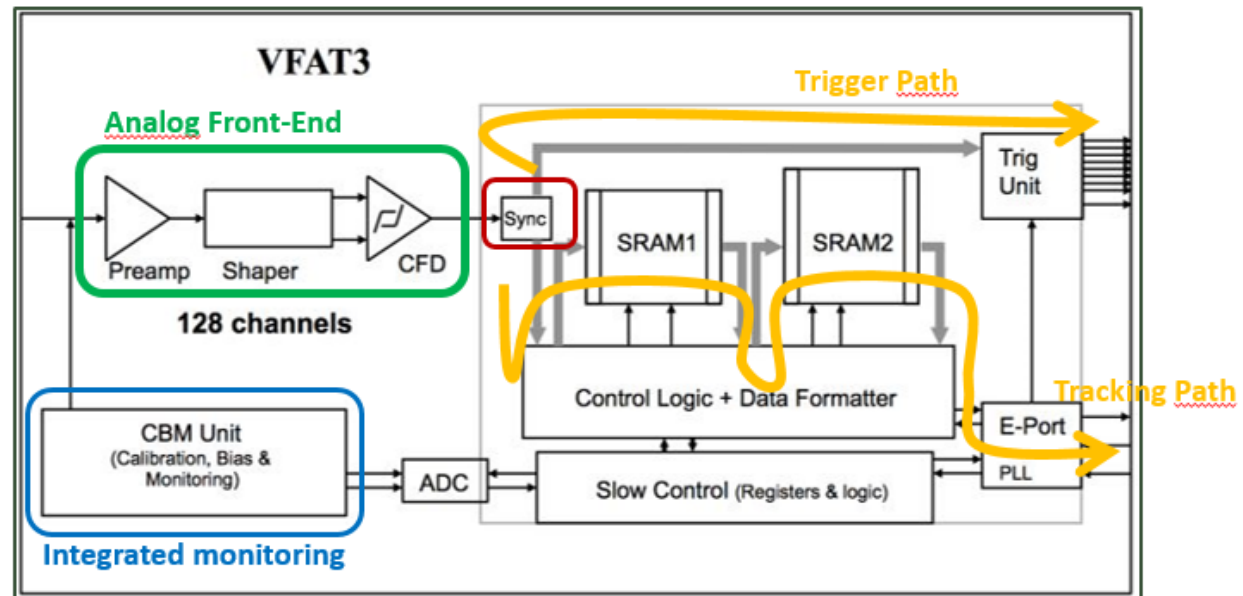 VFAT3
Trigger Path
Analog Front-End
Trig
Unit
Sync
SRAM1
SRAM2
Preamp
Shaper
CFD
128 channels
Control Logic + Data Formatter
Tracking Path
E-Port
PLL
CBM Unit
(Calibration, Bias &
Monitoring)
ADC
Slow Control (Registers & logic)
Integrated monitoring